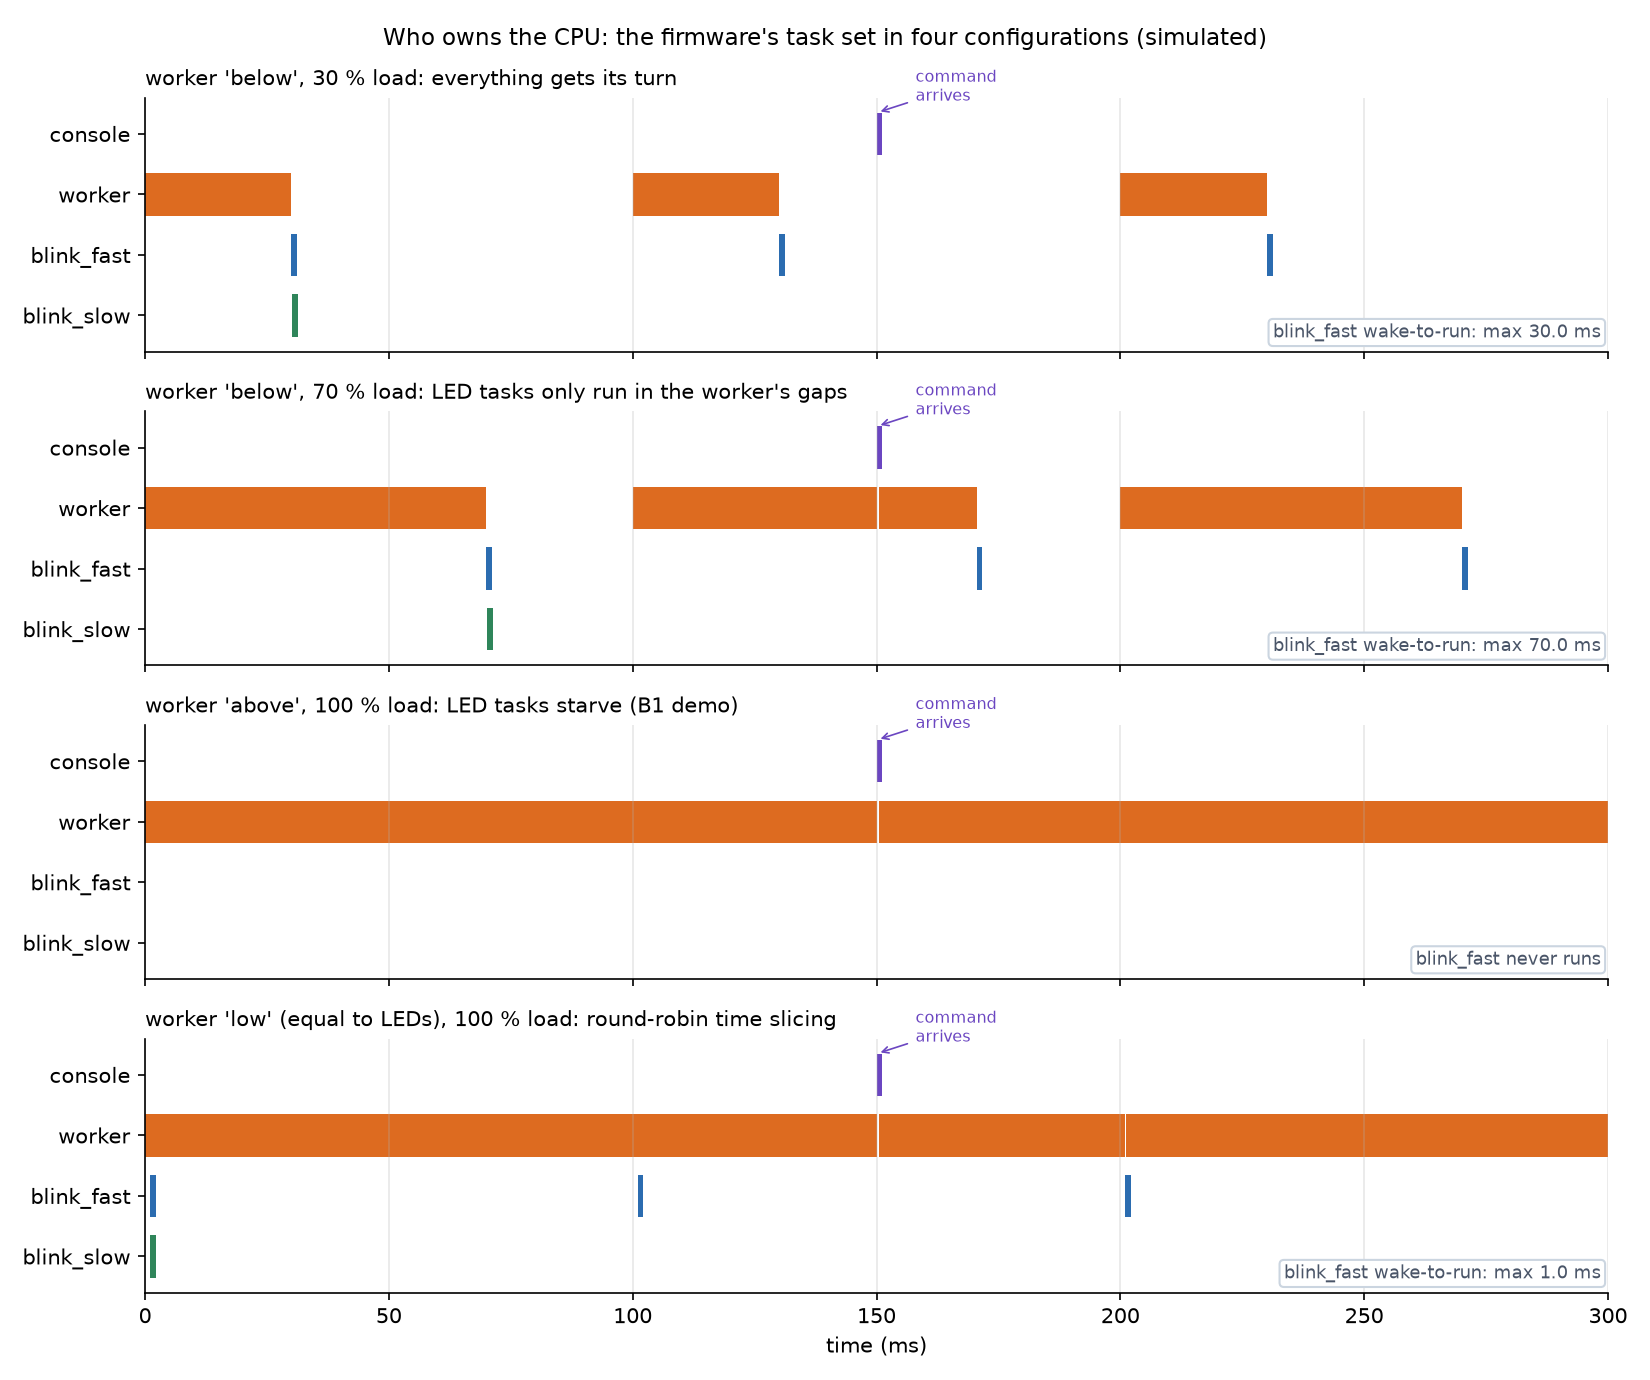 Who owns the CPU: the firmware's task set in four configurations (simulated)
worker 'below', 30 % load: everything gets its turn
command
arrives
console
worker
blink_fast
blink_slow
blink_fast wake-to-run: max 30.0 ms
worker 'below', 70 % load: LED tasks only run in the worker's gaps
command
arrives
console
worker
blink_fast
blink_slow
blink_fast wake-to-run: max 70.0 ms
worker 'above', 100 % load: LED tasks starve (B1 demo)
command
arrives
console
worker
blink_fast
blink_slow
blink_fast never runs
worker 'low' (equal to LEDs), 100 % load: round-robin time slicing
command
arrives
console
worker
blink_fast
blink_slow
blink_fast wake-to-run: max 1.0 ms
0 50 100 150 200 250 300
time (ms)